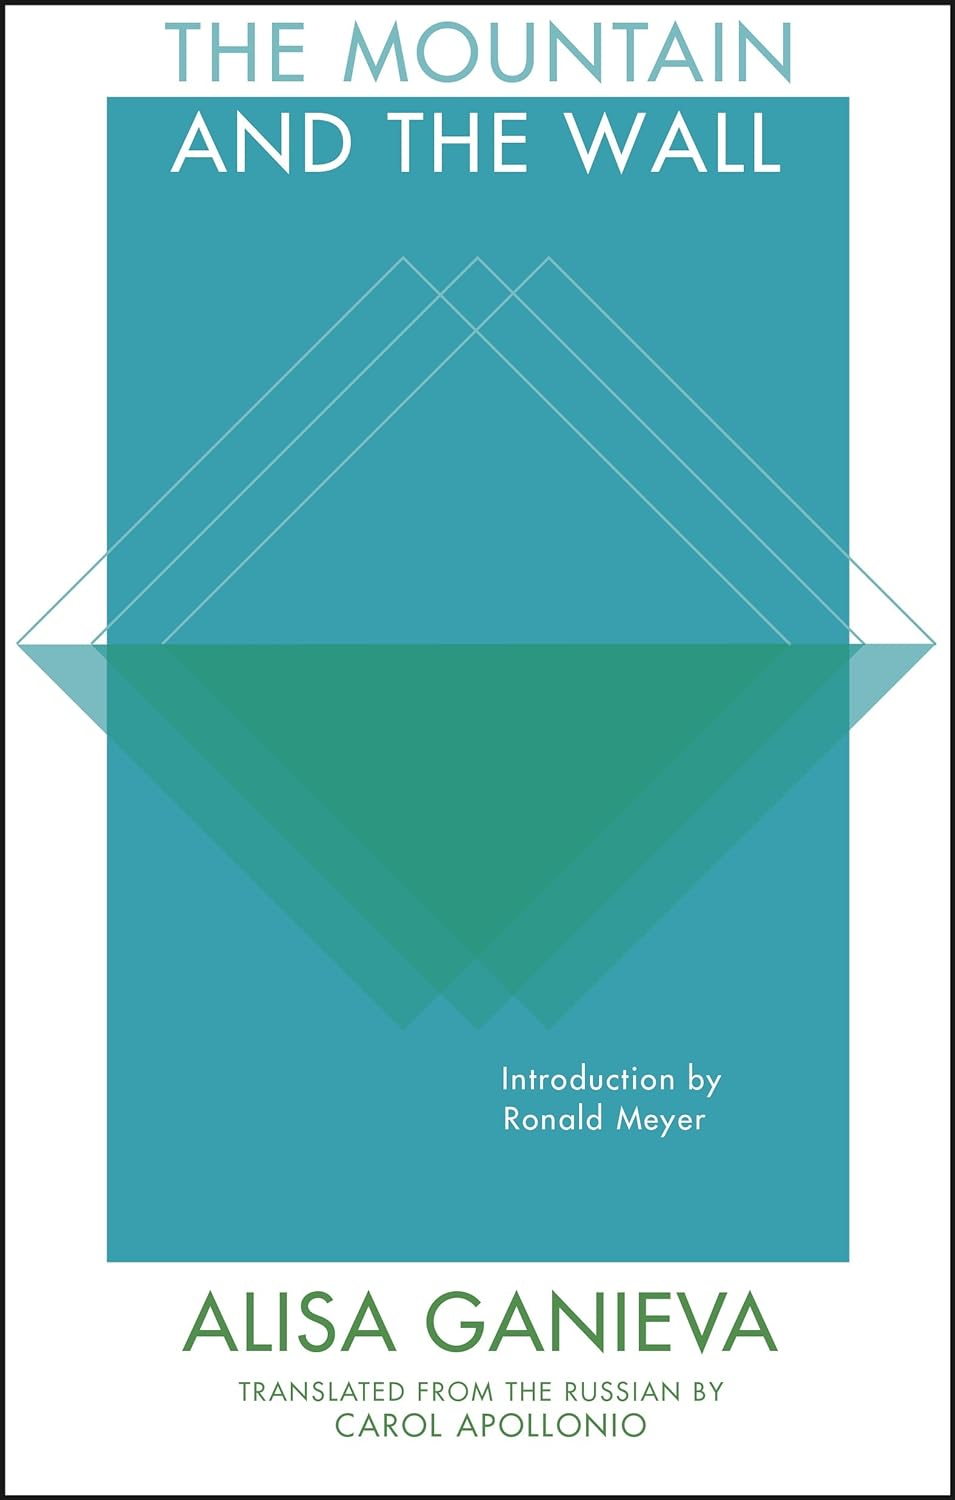 THE MOUNTAIN
AND THE WALL
Introduction by
Ronald Meyer
ALISA GANIEVA
TRANSLATED FROM THE RUSSIAN BY
CAROL APOLLONIO